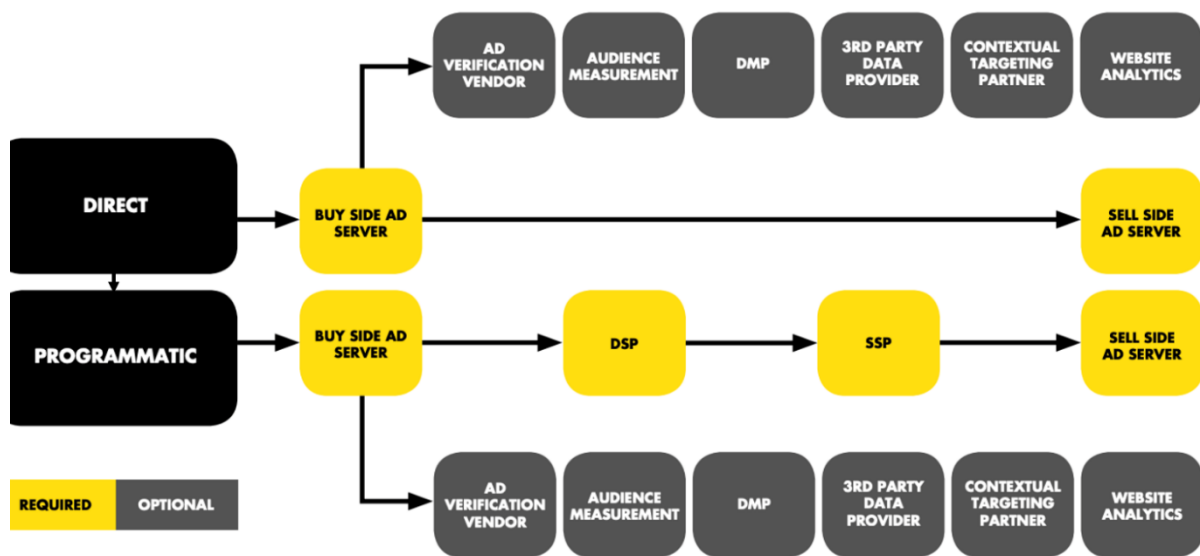 AD
VERIFICATION
VENDOR
AUDIENCE
MEASUREMENT
DMP
3RD PARTY
DATA
PROVIDER
CONTEXTUAL
TARGETING
PARTNER
WEBSITE
ANALYTICS
DIRECT
BUY SIDE AD
SERVER
SELL SIDE
AD SERVER
PROGRAMMATIC
BUY SIDE AD
SERVER
DSP
SSP
SELL SIDE
AD SERVER
REQUIRED
OPTIONAL
AD
VERIFICATION
VENDOR
AUDIENCE
MEASUREMENT
DMP
3RD PARTY
DATA
PROVIDER
CONTEXTUAL
TARGETING
PARTNER
WEBSITE
ANALYTICS